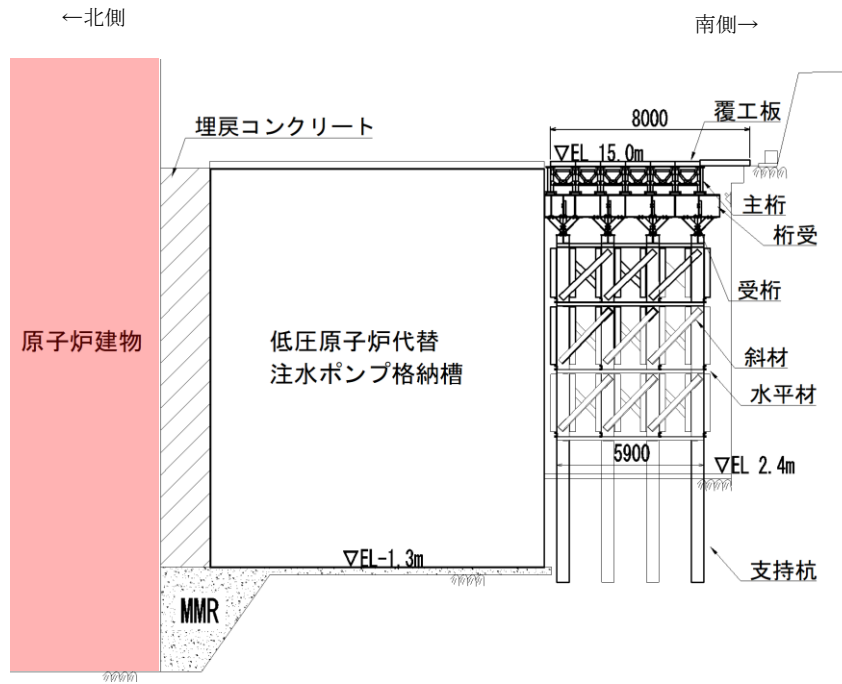 ←北側
南側→
覆工板
8000
埋戻コンクリート
▽EL 15.0m
主桁
桁受
受桁
原子炉建物
低圧原子炉代替
注水ポンプ格納槽
斜材
水平材
5900
▽EL 2.4m
▽EL-1.3m
支持杭
MMR